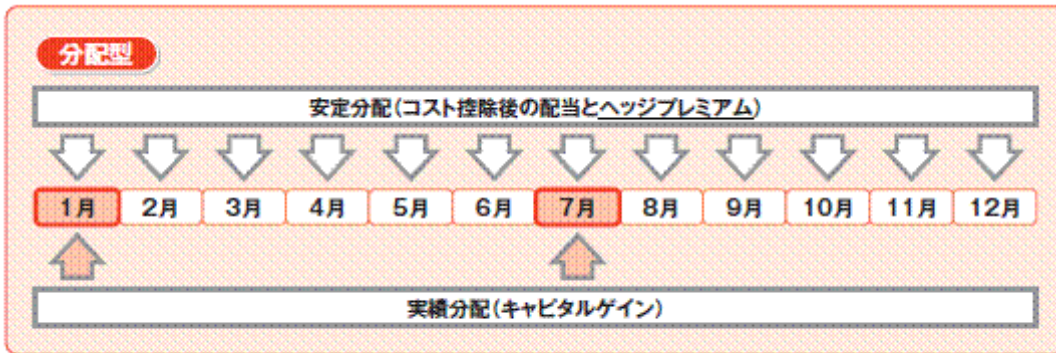 分配型
安定分配(コスト控除後の配当とヘッジプレミアム)
1月 2月 3月 4月 5月 6月 7月 8月 9月 10月 11月 12月
実績分配(キャピタルゲイン)